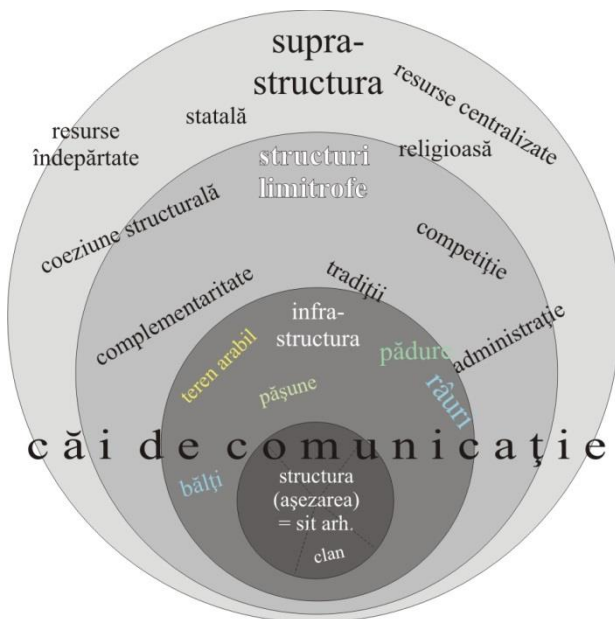 supra-
structura
resurse centralizate
statală
resurse
îndepărtate
religioasă
structuri
limitrofe
coeziune structurală
competiţie
complementaritate
tradiţii
administraţie
infra-
structura
teren arabil
pădure
păşune
râuri
căi de comunicaţie
bălţi
structura
(aşezarea)
= sit arh.
clan